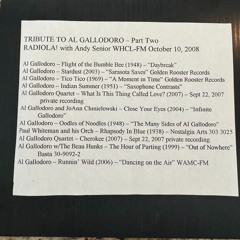 TRIBUTE TO AL GALLODORO – Part Two
RADIOLA! with Andy Senior WHCL-FM October 10, 2008
Al Gallodoro – Flight of the Bumble Bee (1948) – "Daybreak"
Al Gallodoro – Stardust (2003) – "Sarasota Saxes" Golden Rooster Records
Al Gallodoro – Tico Tico (1969) – "A Moment in Time" Golden Rooster Records
Al Gallodoro – Indian Summer (1951) – "Saxophone Contrasts"
Al Gallodoro Quartet – What Is This Thing Called Love? (2007) – Sept 22, 2007
private recording
Al Gallodoro and JoAnn Chmielowski – Close Your Eyes (2004) – "Infinite
Gallodoro"
Al Gallodoro – Oodles of Noodles (1948) – "The Many Sides of Al Gallodoro"
Paul Whiteman and his Orch – Rhapsody In Blue (1938) – Nostalgia Arts 303 3025
Al Gallodoro Quartet – Cherokee (2007) – Sept 22, 2007 private recording
Al Gallodoro w/The Beau Hunks – The Hour of Parting (1999) – "Out of Nowhere"
Basta 30-9092-2
Al Gallodoro – Runnin' Wild (2006) – "Dancing on the Air" WAMC-FM